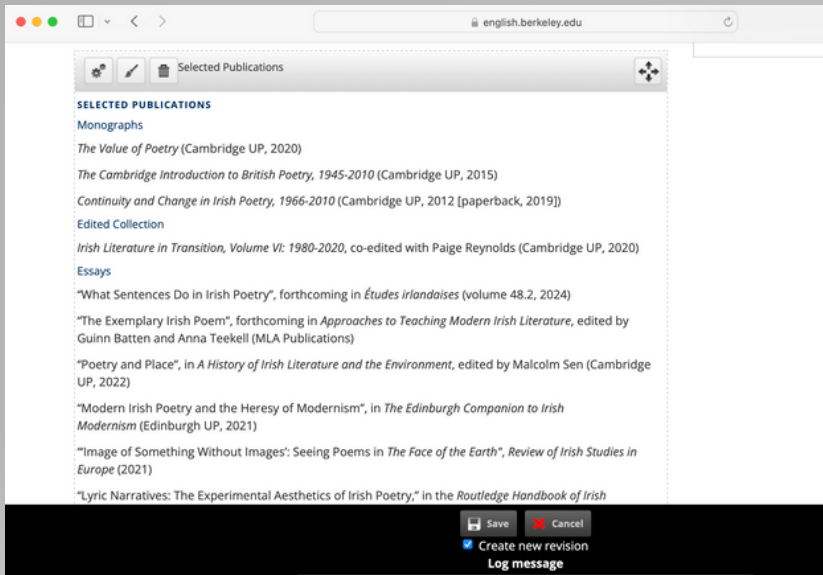 english.berkeley.edu
Selected Publications
SELECTED PUBLICATIONS
Monographs
The Value of Poetry (Cambridge UP, 2020)
The Cambridge Introduction to British Poetry, 1945-2010 (Cambridge UP, 2015)
Continuity and Change in Irish Poetry, 1966-2010 (Cambridge UP, 2012 [paperback, 2019])
Edited Collection
Irish Literature in Transition, Volume VI: 1980-2020, co-edited with Paige Reynolds (Cambridge UP, 2020)
Essays
“What Sentences Do in Irish Poetry”, forthcoming in Études irlandaises (volume 48.2, 2024)
“The Exemplary Irish Poem”, forthcoming in Approaches to Teaching Modern Irish Literature, edited by
Guinn Batten and Anna Teekell (MLA Publications)
“Poetry and Place”, in A History of Irish Literature and the Environment, edited by Malcolm Sen (Cambridge
UP, 2022)
“Modern Irish Poetry and the Heresy of Modernism”, in The Edinburgh Companion to Irish
Modernism (Edinburgh UP, 2021)
“‘Image of Something Without Images’: Seeing Poems in The Face of the Earth”, Review of Irish Studies in
Europe (2021)
“Lyric Narratives: The Experimental Aesthetics of Irish Poetry,” in the Routledge Handbook of Irish
Save Cancel
Create new revision
Log message